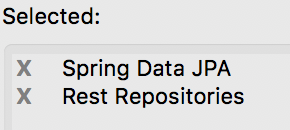 Selected:
X Spring Data JPA
X Rest Repositories